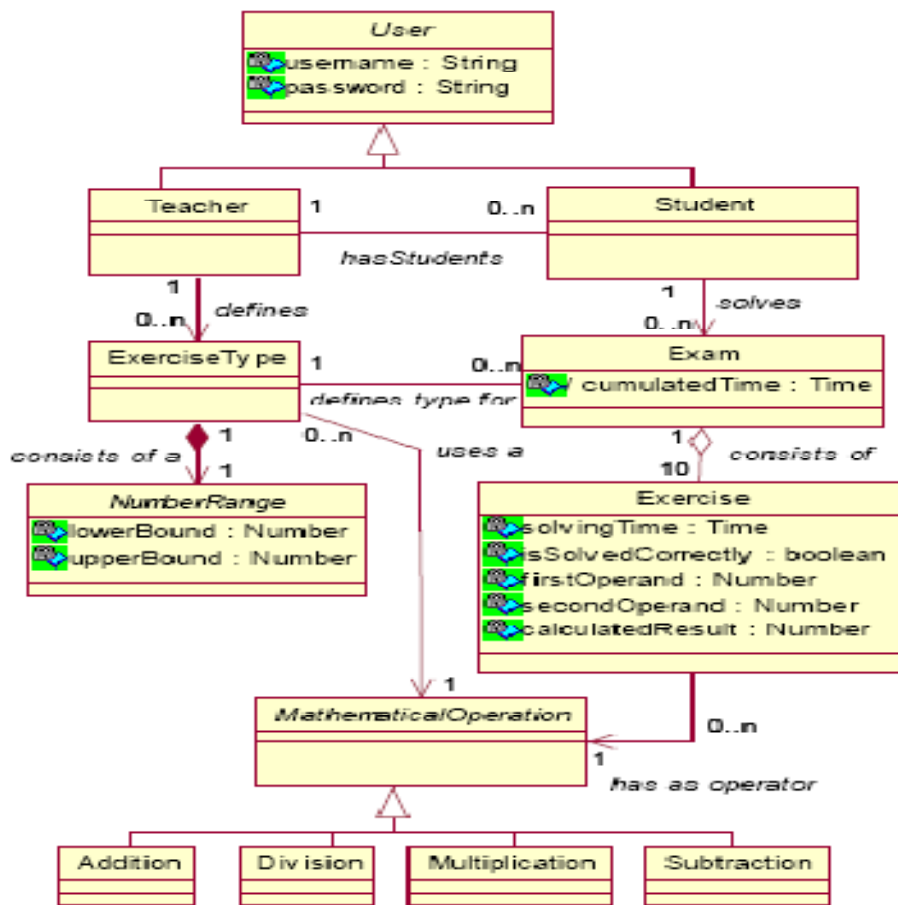 User
username : String
password : String
Teacher
1
0..n
Student
hasStudents
1
defines
0..n
1
solves
0..n
ExerciseType
1
0..n
defines type for
Exam
/ cumulatedTime : Time
consists of a
1
1
0..n
uses a
1
10
consists of
NumberRange
lowerBound : Number
upperBound : Number
Exercise
solvingTime : Time
isSolvedCorrectly : boolean
firstOperand : Number
secondOperand : Number
calculatedResult : Number
1
MathematicalOperation
0..n
1
has as operator
Addition
Division
Multiplication
Subtraction